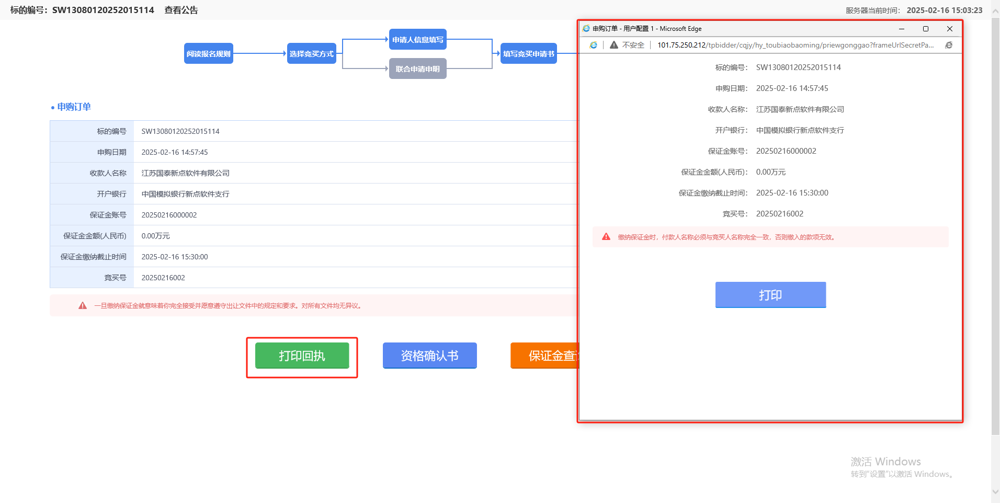 标的编号：SW13080120252015114 查看公告
服务器当前时间： 2025-02-16 15:03:23
阅读报名规则
选择竞买方式
申请人信息填写
联合申请申明
填写竞买申请书
申购订单
标的编号 SW13080120252015114
申购日期 2025-02-16 14:57:45
收款人名称 江苏国泰新点软件有限公司
开户银行 中国模拟银行新点软件支行
保证金账号 20250216000002
保证金金额(人民币) 0.00万元
保证金缴纳截止时间 2025-02-16 15:30:00
竞买号 20250216002
一旦缴纳保证金就意味着你完全接受并愿意遵守出让文件中的规定和要求。对所有文件均无异议。
打印回执
资格确认书
保证金查
申购订单 - 用户配置 1 - Microsoft Edge
不安全 101.75.250.212/tpbidder/cqjy/hy_toubiaobaoming/priewgonggao?frameUrlSecretPa...
标的编号： SW13080120252015114
申购日期： 2025-02-16 14:57:45
收款人名称： 江苏国泰新点软件有限公司
开户银行： 中国模拟银行新点软件支行
保证金账号： 20250216000002
保证金金额(人民币)： 0.00万元
保证金缴纳截止时间： 2025-02-16 15:30:00
竞买号： 20250216002
缴纳保证金时，付款人名称必须与竞买人名称完全一致，否则缴入的款项无效。
打印
激活 Windows
转到"设置"以激活 Windows。